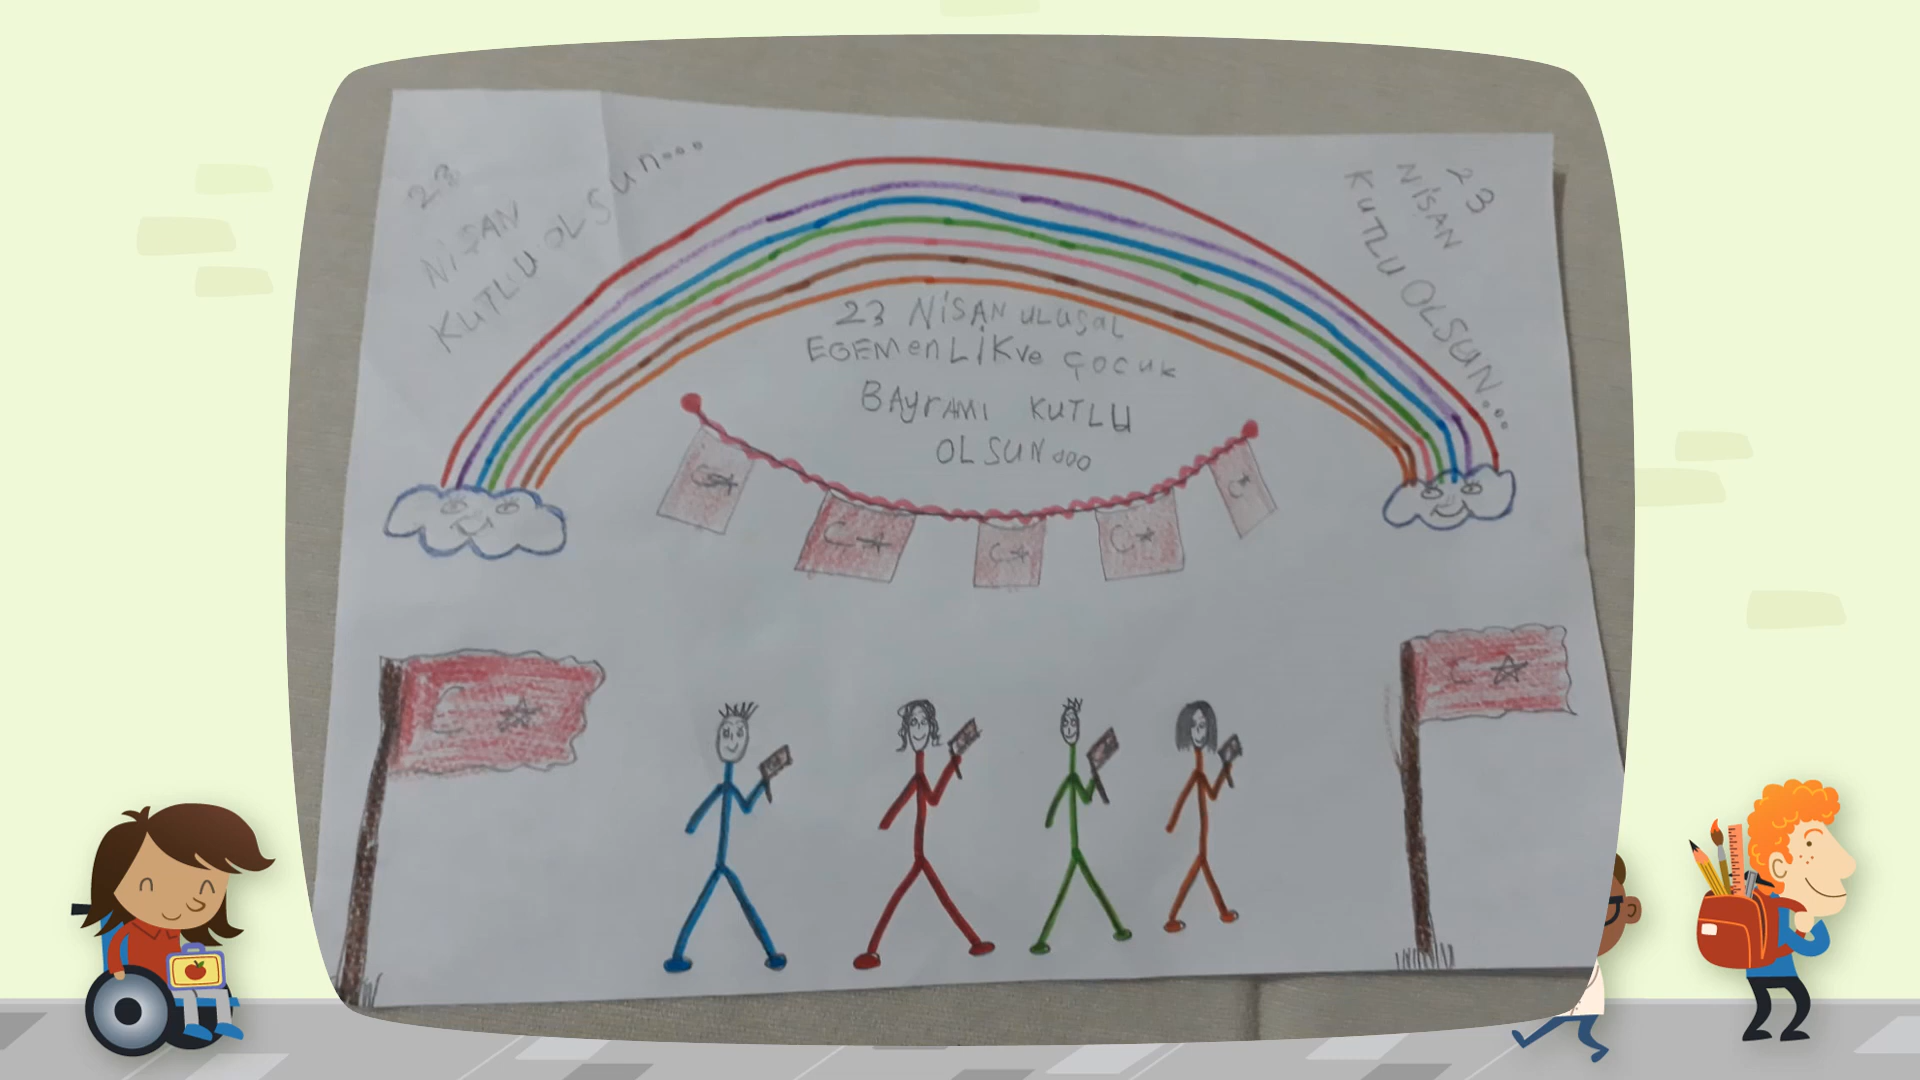 23
NİSAN
KUTLU OLSun...
23
NİSAN
KUTLU OLSUN...
23 NİSAN ULUSAL
EGEMenLİKve çocuk
BAyrAMI KUTLU
OLSUN...